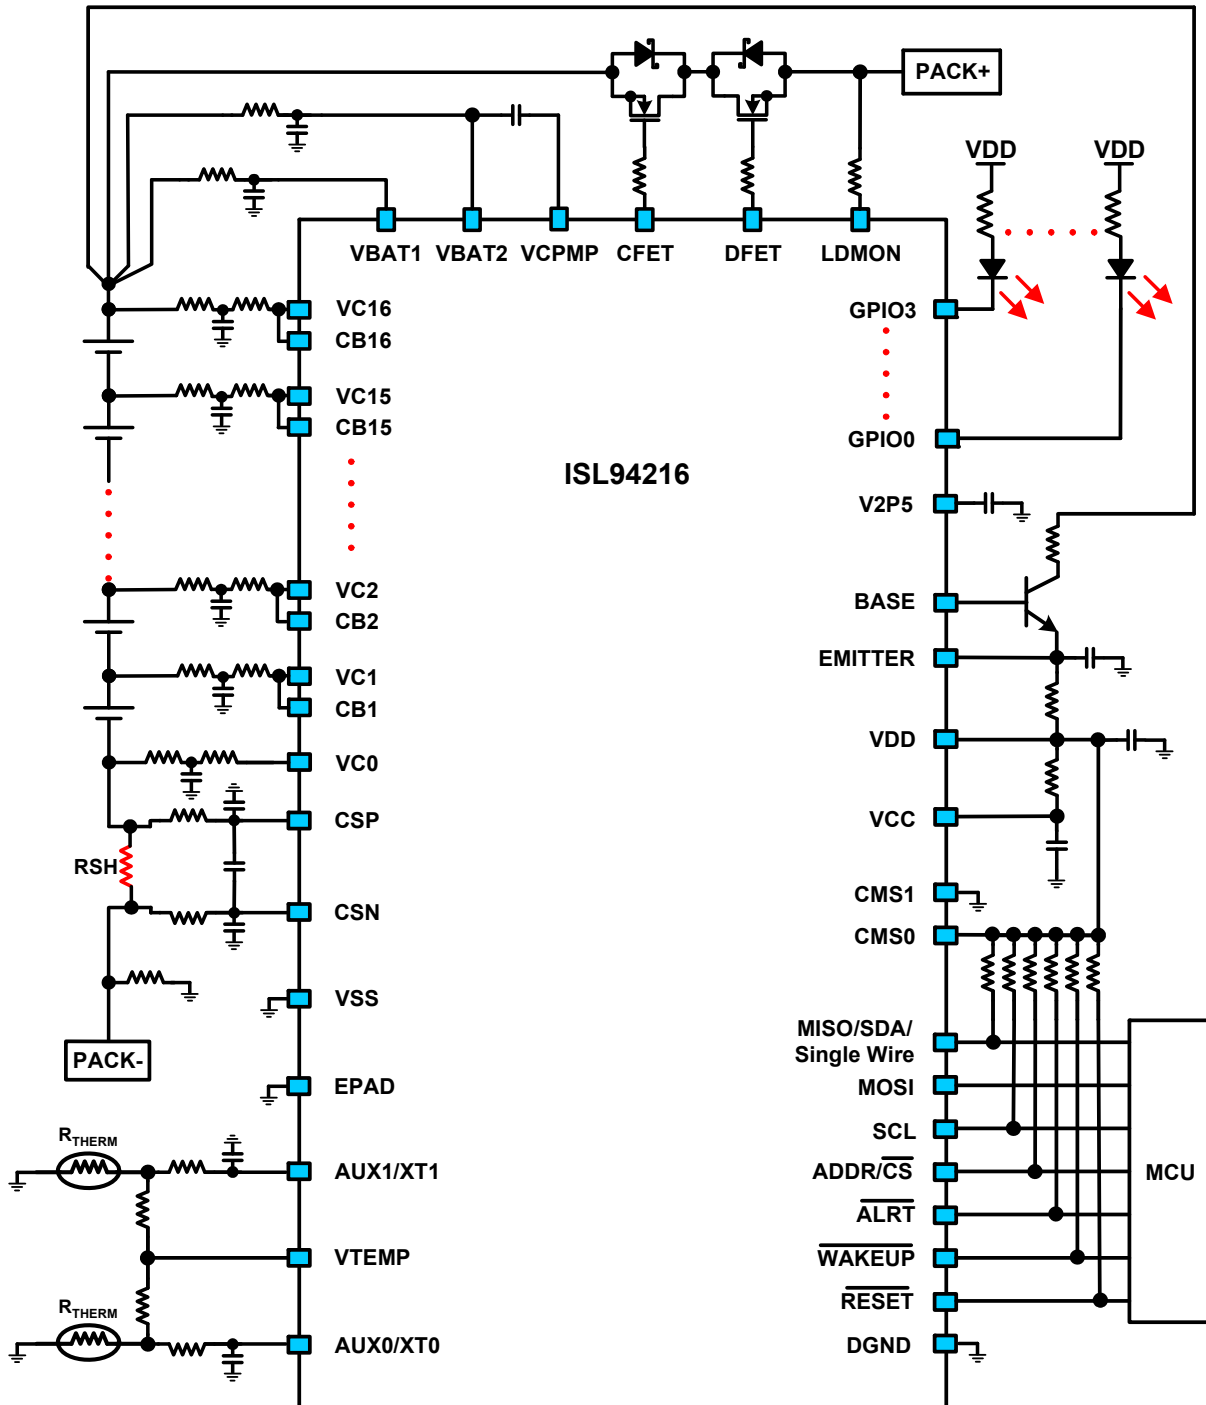 PACK+
VDD VDD
VBAT1 VBAT2 VCPMP CFET DFET LDMON
VC16
CB16
VC15
CB15
VC2
CB2
VC1
CB1
VC0
CSP
RSH
CSN
VSS
PACK-
EPAD
RTHERM
AUX1/XT1
VTEMP
RTHERM
AUX0/XT0
ISL94216
GPIO3
GPIO0
V2P5
BASE
EMITTER
VDD
VCC
CMS1
CMS0
MISO/SDA/
Single Wire
MOSI
SCL
ADDR/CS
ALRT
WAKEUP
RESET
DGND
MCU